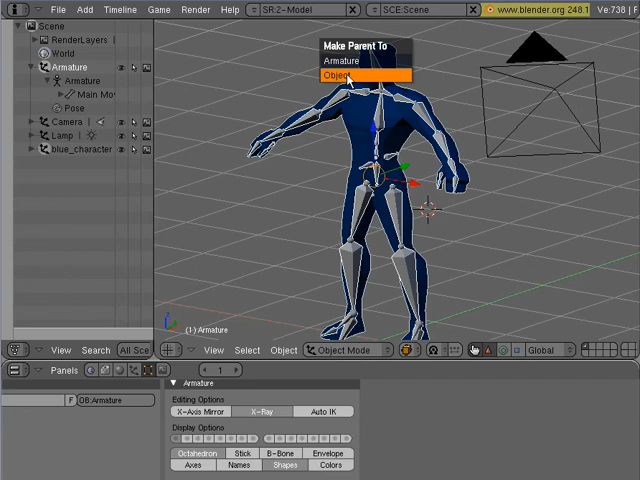 File Add Timeline Game Render Help SR:2-Model SCE:Scene www.blender.org 248.1 Ve:F
Scene
RenderLayers
World
Armature
Armature
Main Mo
Pose
Camera
Lamp
blue_character
Make Parent To
Armature
Object
(1) Armature
View Search All Sce
View Select Object Object Mode Global
Panels 1
F OB:Armature
Armature
Editing Options
X-Axis Mirror X-Ray Auto IK
Display Options
Octahedron Stick B-Bone Envelope
Axes Names Shapes Colors